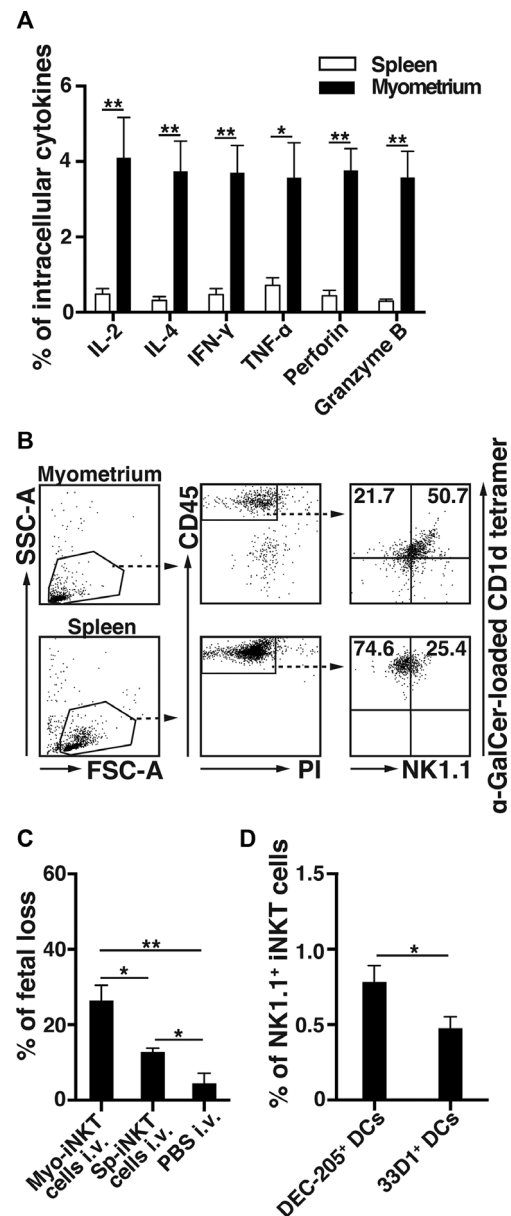 A
Spleen
Myometrium
% of intracellular cytokines
6
4
2
0
** ** ** * ** **
IL-2 IL-4 IFN-γ TNF-α Perforin Granzyme B
B
Myometrium
SSC-A
CD45
21.7 50.7
α-GalCer-loaded CD1d tetramer
Spleen
74.6 25.4
FSC-A PI NK1.1
C
% of fetal loss
60
40
20
0
**
*
*
Myo-iNKT cells i.v.
Sp-iNKT cells i.v.
PBS i.v.
D
% of NK1.1⁺ iNKT cells
1.5
1.0
0.5
0
*
DEC-205⁺ DCs
33D1⁺ DCs